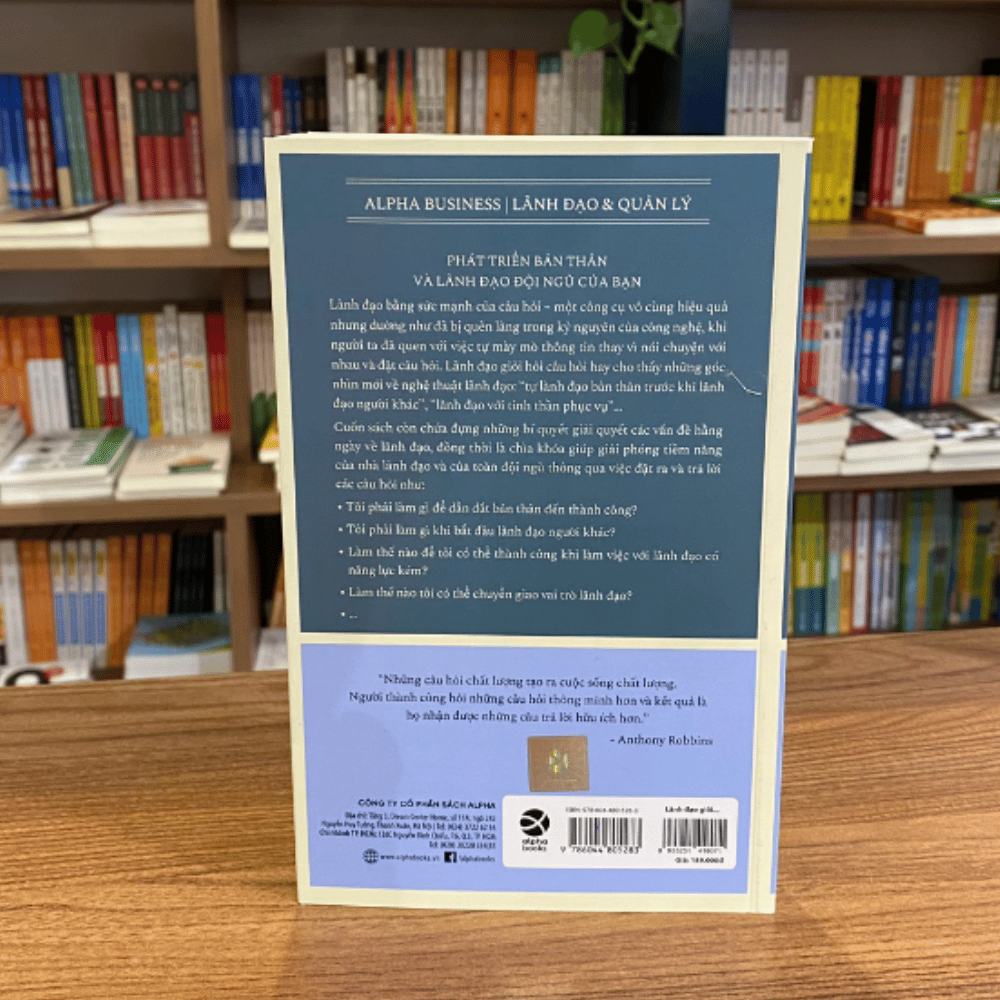 ALPHA BUSINESS | LÃNH ĐẠO & QUẢN LÝ
PHÁT TRIỂN BẢN THÂN
VÀ LÃNH ĐẠO ĐỘI NGŨ CỦA BẠN
Lãnh đạo bằng sức mạnh của câu hỏi – một công cụ vô cùng hiệu quả
nhưng dường như đã bị quên lãng trong kỷ nguyên của công nghệ, khi
người ta đã quen với việc tự mày mò thông tin thay vì nói chuyện với
nhau và đặt câu hỏi. Lãnh đạo giỏi hỏi câu hỏi hay cho thấy những góc
nhìn mới về nghệ thuật lãnh đạo: "tự lãnh đạo bản thân trước khi lãnh
đạo người khác", "lãnh đạo với tinh thần phục vụ"...
Cuốn sách còn chứa đựng những bí quyết giải quyết các vấn đề hằng
ngày về lãnh đạo, đồng thời là chìa khóa giúp giải phóng tiềm năng
của nhà lãnh đạo và của toàn đội ngũ thông qua việc đặt ra và trả lời
các câu hỏi như:
• Tôi phải làm gì để dẫn dắt bản thân đến thành công?
• Tôi phải làm gì khi bắt đầu lãnh đạo người khác?
• Làm thế nào để tôi có thể thành công khi làm việc với lãnh đạo có
năng lực kém?
• Làm thế nào tôi có thể chuyển giao vai trò lãnh đạo?
• ...
"Những câu hỏi chất lượng tạo ra cuộc sống chất lượng.
Người thành công hỏi những câu hỏi thông minh hơn và kết quả là
họ nhận được những câu trả lời hữu ích hơn."
- Anthony Robbins
CÔNG TY CỔ PHẦN SÁCH ALPHA
www.alphabooks.vn /alphabooks
alpha
books
9 786044 805283
Lãnh đạo giỏi...